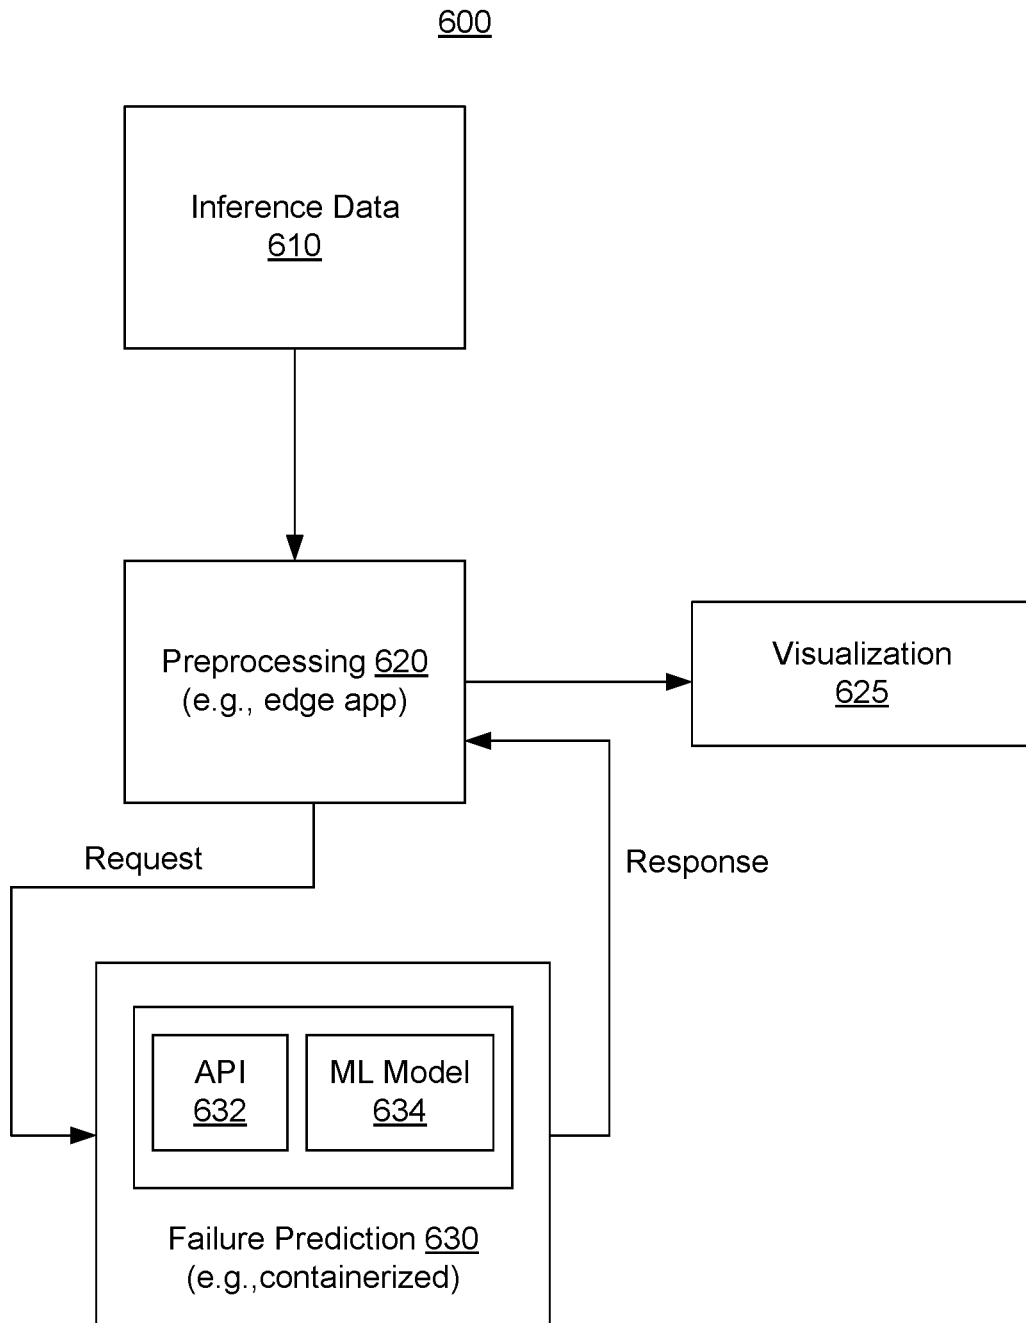 600
Inference Data
610
Preprocessing 620
(e.g., edge app)
Visualization
625
Request
Response
API
632
ML Model
634
Failure Prediction 630
(e.g.,containerized)